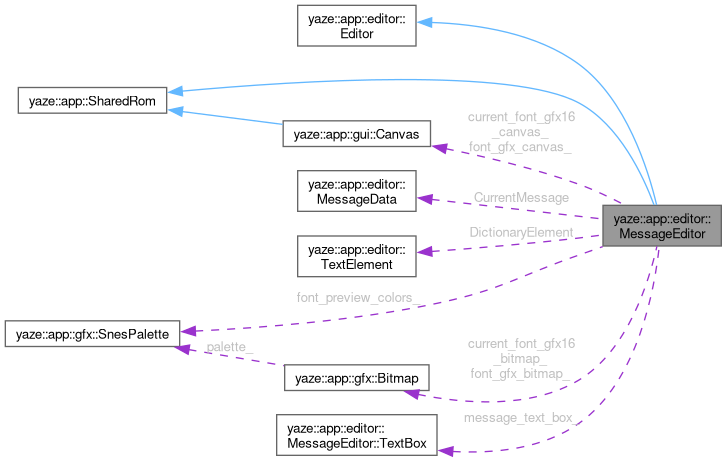 yaze::app::editor::
Editor
yaze::app::SharedRom
yaze::app::gui::Canvas
current_font_gfx16
_canvas_
font_gfx_canvas_
yaze::app::editor::
MessageData
CurrentMessage
yaze::app::editor::
MessageEditor
DictionaryElement
yaze::app::editor::
TextElement
font_preview_colors_
yaze::app::gfx::SnesPalette
palette_
current_font_gfx16
_bitmap_
font_gfx_bitmap_
yaze::app::gfx::Bitmap
message_text_box_
yaze::app::editor::
MessageEditor::TextBox